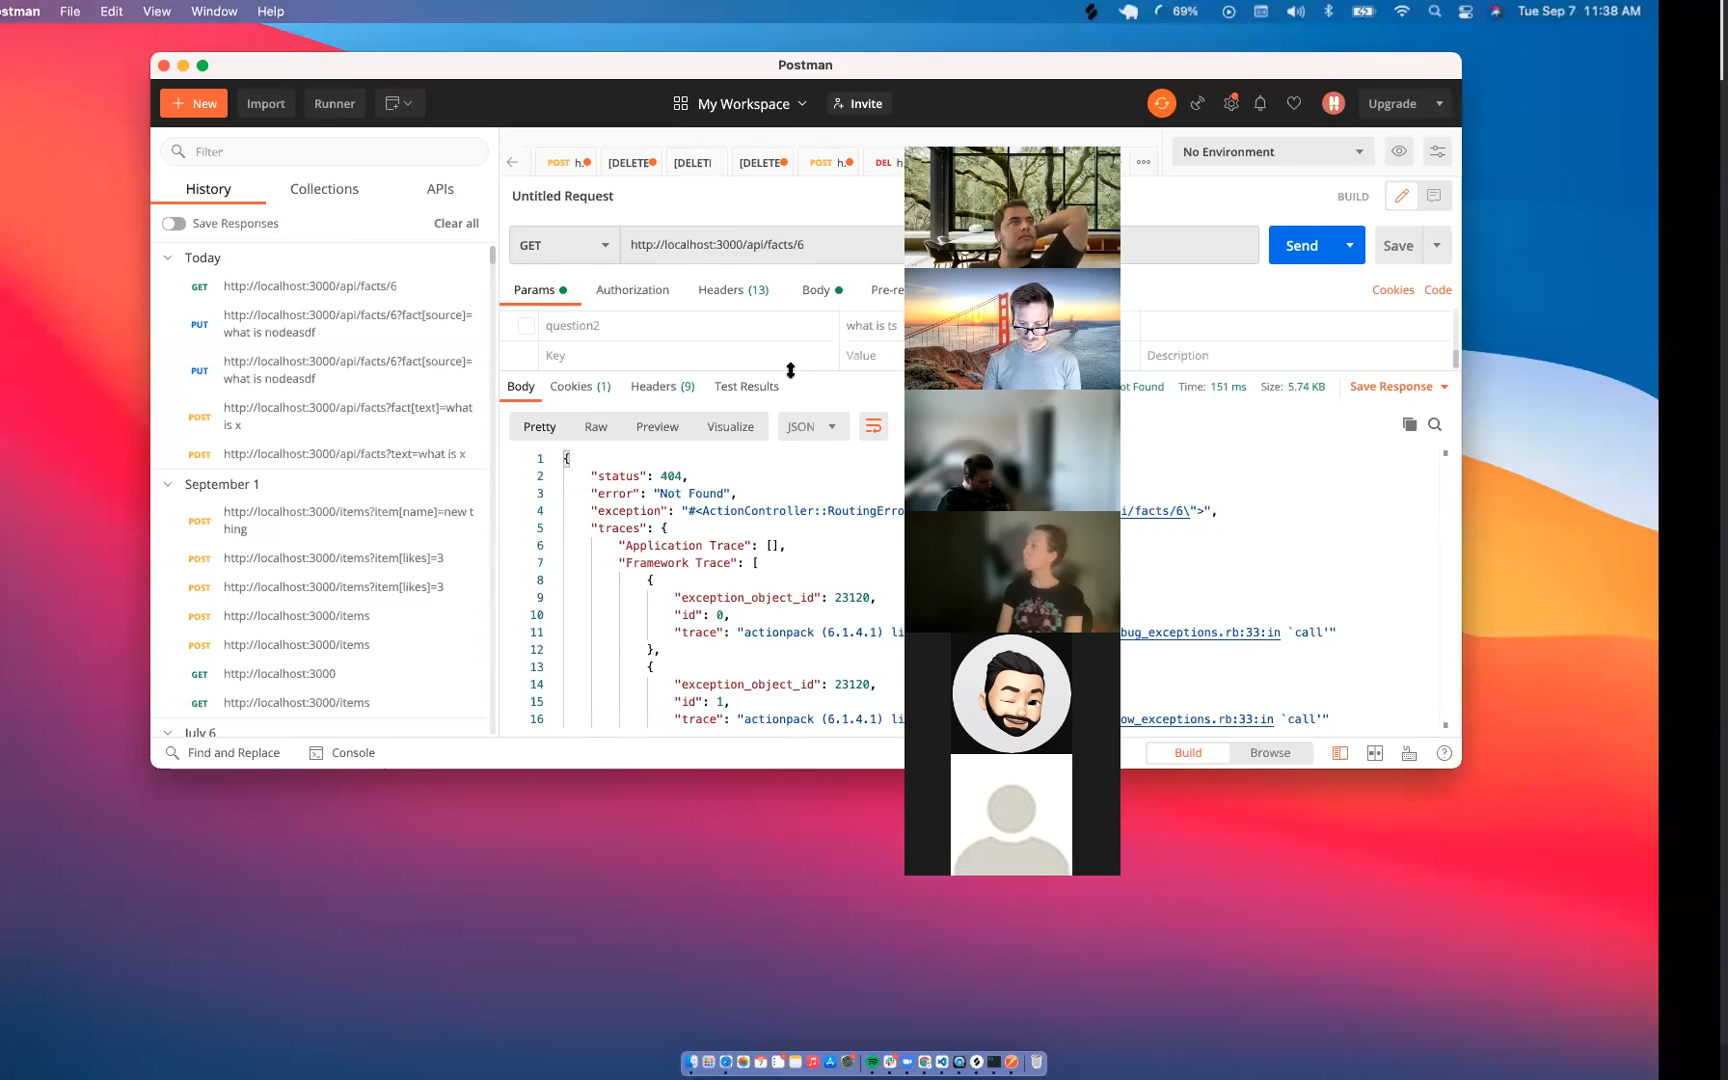 ostman File Edit View Window Help 69% Tue Sep 7 11:38 AM
Postman
+ New Import Runner My Workspace Invite Upgrade
Filter
History Collections APIs
Save Responses Clear all
Today
GET http://localhost:3000/api/facts/6
PUT http://localhost:3000/api/facts/6?fact[source]=
what is nodeasdf
PUT http://localhost:3000/api/facts/6?fact[source]=
what is nodeasdf
POST http://localhost:3000/api/facts?fact[text]=what
is x
POST http://localhost:3000/api/facts?text=what is x
September 1
POST http://localhost:3000/items?item[name]=new t
hing
POST http://localhost:3000/items?item[likes]=3
POST http://localhost:3000/items?item[likes]=3
POST http://localhost:3000/items
POST http://localhost:3000/items
GET http://localhost:3000
GET http://localhost:3000/items
July 6
POST h. [DELETE [DELETI [DELETE POST h. DEL h. No Environment
Untitled Request BUILD
GET http://localhost:3000/api/facts/6 Send Save
Params Authorization Headers (13) Body Pre-re Cookies Code
question2 what is ts
Key Value Description
Body Cookies (1) Headers (9) Test Results ot Found Time: 151 ms Size: 5.74 KB Save Response
Pretty Raw Preview Visualize JSON
1 {
2 "status": 404,
3 "error": "Not Found",
4 "exception": "#<ActionController::RoutingErro i/facts/6\">",
5 "traces": {
6 "Application Trace": [],
7 "Framework Trace": [
8 {
9 "exception_object_id": 23120,
10 "id": 0,
11 "trace": "actionpack (6.1.4.1) li bug_exceptions.rb:33:in `call'"
12 },
13 {
14 "exception_object_id": 23120,
15 "id": 1,
16 "trace": "actionpack (6.1.4.1) li ow_exceptions.rb:33:in `call'"
Find and Replace Console Build Browse